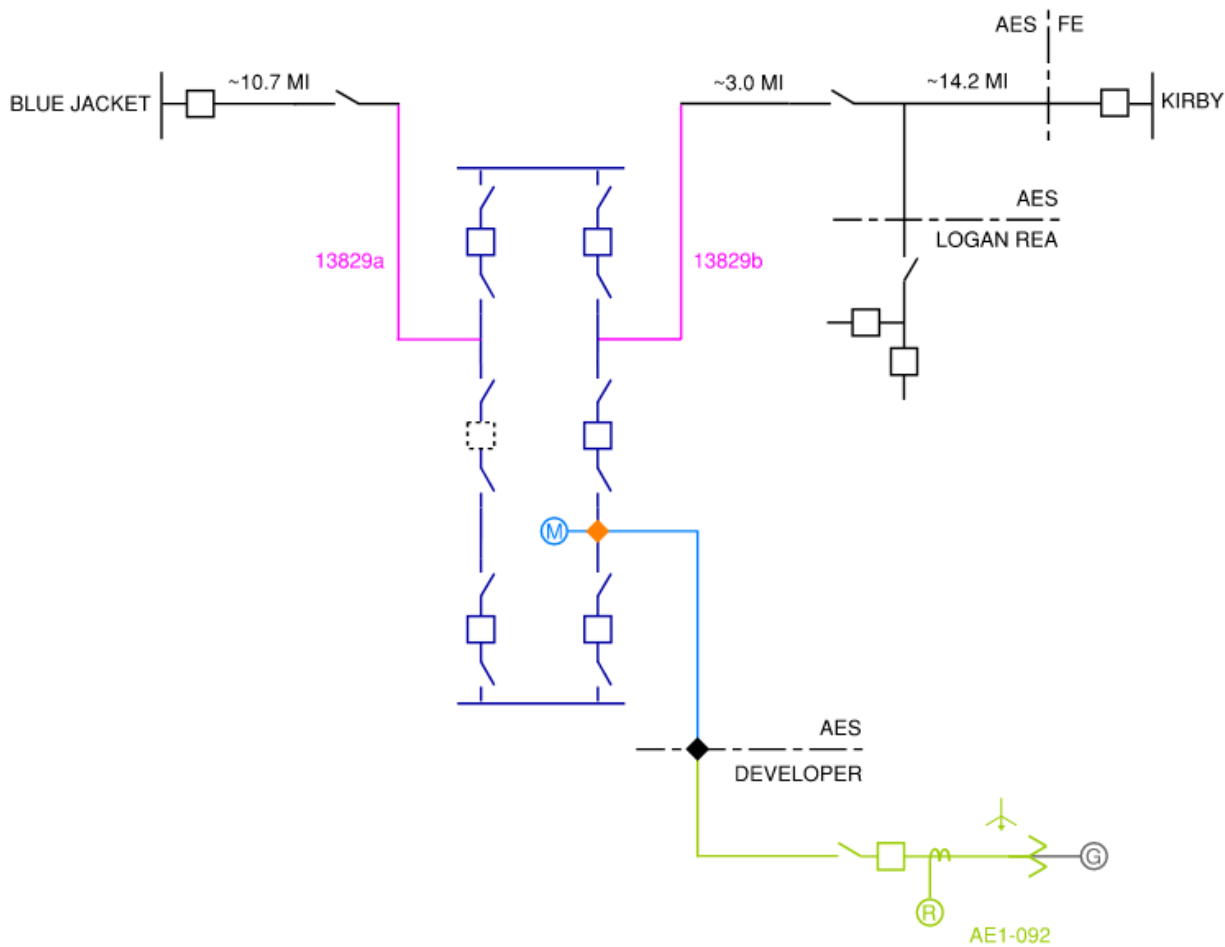 AES FE
BLUE JACKET
~10.7 MI
~3.0 MI
~14.2 MI
KIRBY
AES
LOGAN REA
13829a
13829b
M
AES
DEVELOPER
G
R
AE1-092